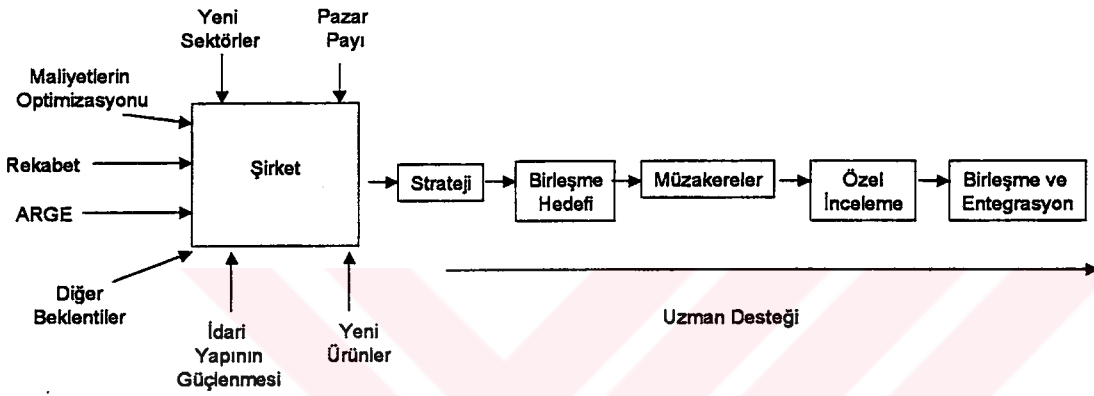 Yeni
Sektörler
Pazar
Payı
Maliyetlerin
Optimizasyonu
Rekabet
ARGE
Diğer
Beklentiler
Şirket
İdari
Yapının
Güçlenmesi
Yeni
Ürünler
Strateji
Birleşme
Hedefi
Müzakereler
Özel
İnceleme
Birleşme ve
Entegrasyon
Uzman Desteği